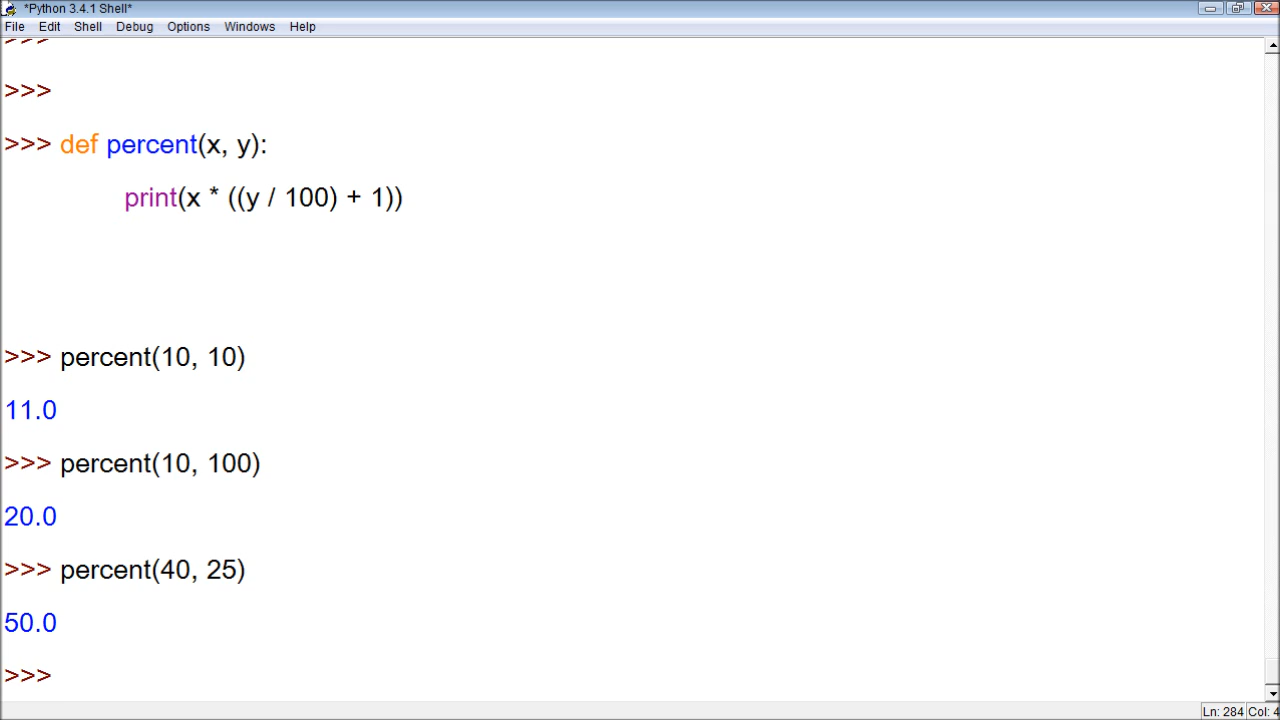 *Python 3.4.1 Shell*
File Edit Shell Debug Options Windows Help
>>>
>>>
>>> def percent(x, y):
print(x * ((y / 100) + 1))
>>> percent(10, 10)
11.0
>>> percent(10, 100)
20.0
>>> percent(40, 25)
50.0
>>>
Ln: 284 Col: 4